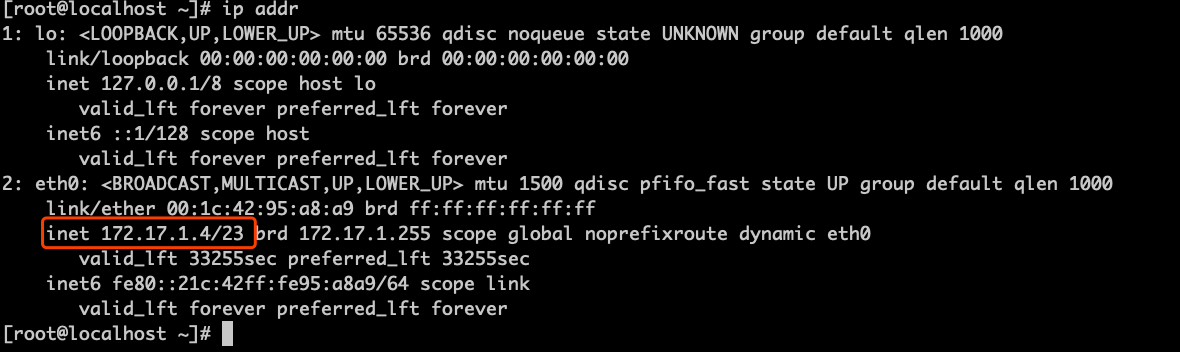 [root@localhost ~]# ip addr
1: lo: <LOOPBACK,UP,LOWER_UP> mtu 65536 qdisc noqueue state UNKNOWN group default qlen 1000
    link/loopback 00:00:00:00:00:00 brd 00:00:00:00:00:00
    inet 127.0.0.1/8 scope host lo
       valid_lft forever preferred_lft forever
    inet6 ::1/128 scope host
       valid_lft forever preferred_lft forever
2: eth0: <BROADCAST,MULTICAST,UP,LOWER_UP> mtu 1500 qdisc pfifo_fast state UP group default qlen 1000
    link/ether 00:1c:42:95:a8:a9 brd ff:ff:ff:ff:ff:ff
    inet 172.17.1.4/23 brd 172.17.1.255 scope global noprefixroute dynamic eth0
       valid_lft 33255sec preferred_lft 33255sec
    inet6 fe80::21c:42ff:fe95:a8a9/64 scope link
       valid_lft forever preferred_lft forever
[root@localhost ~]#